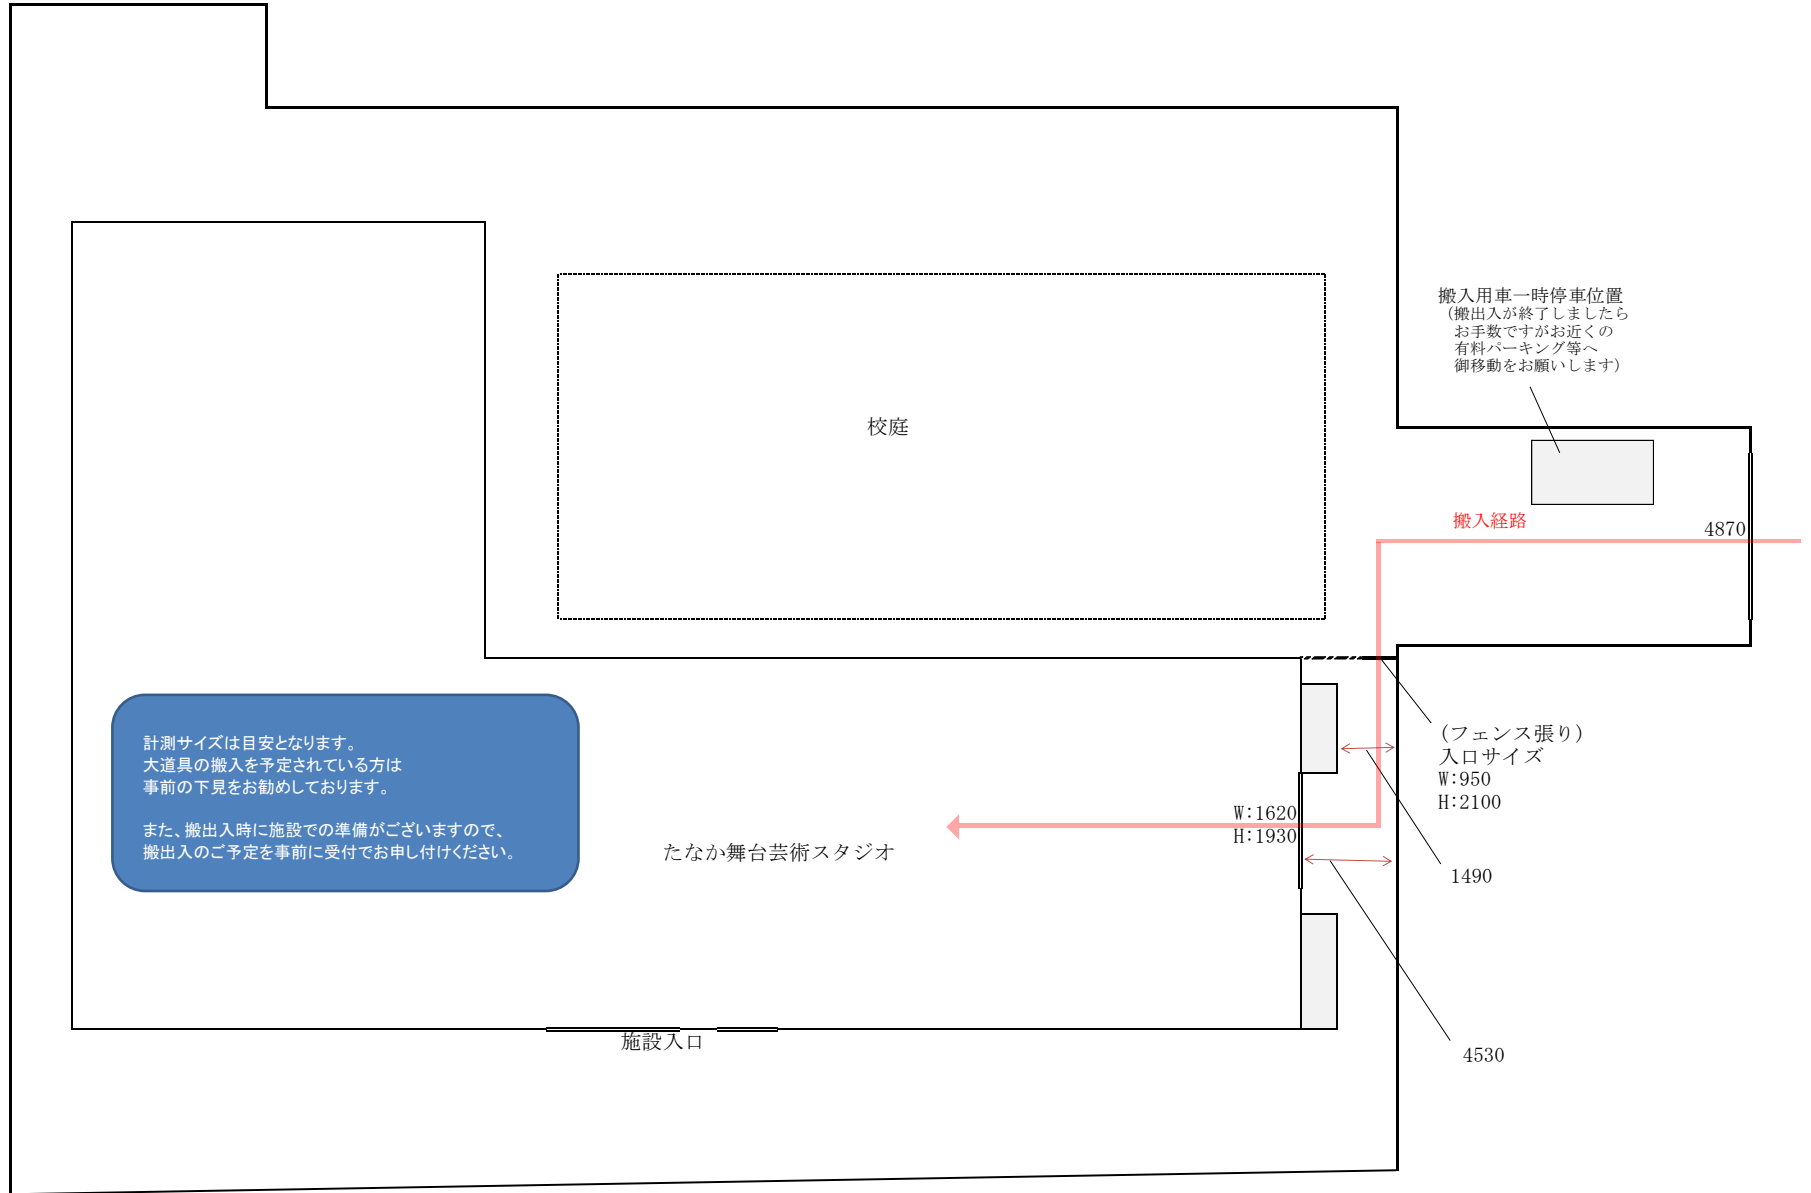 搬入用車一時停車位置
(搬出入が終了しましたら
お手数ですがお近くの
有料パーキング等へ
御移動をお願いします)
校庭
搬入経路
4870
(フェンス張り)
入口サイズ
W:950
H:2100
計測サイズは目安となります。
大道具の搬入を予定されている方は
事前の下見をお勧めしております。
また、搬出入時に施設での準備がございますので、
搬出入のご予定を事前に受付でお申し付けください。
W:1620
H:1930
たなか舞台芸術スタジオ
1490
施設入口
4530